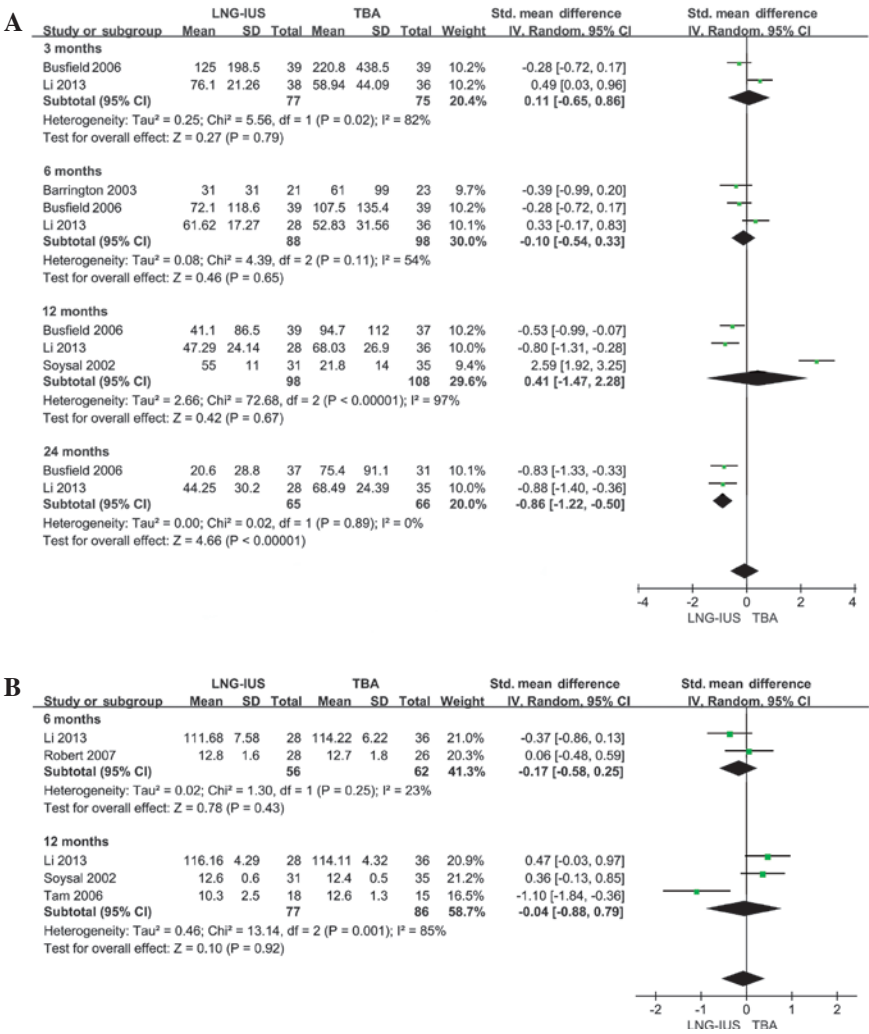 A
LNG-IUS TBA Std. mean difference Std. mean difference
Study or subgroup Mean SD Total Mean SD Total Weight IV, Random, 95% CI IV, Random, 95% CI
3 months
Busfield 2006 125 198.5 39 220.8 438.5 39 10.2% -0.28 [-0.72, 0.17]
Li 2013 76.1 21.26 38 58.94 44.09 36 10.2% 0.49 [0.03, 0.96]
Subtotal (95% CI) 77 75 20.4% 0.11 [-0.65, 0.86]
Heterogeneity: Tau² = 0.25; Chi² = 5.56, df = 1 (P = 0.02); I² = 82%
Test for overall effect: Z = 0.27 (P = 0.79)
6 months
Barrington 2003 31 31 21 61 99 23 9.7% -0.39 [-0.99, 0.20]
Busfield 2006 72.1 118.6 39 107.5 135.4 39 10.2% -0.28 [-0.72, 0.17]
Li 2013 61.62 17.27 28 52.83 31.56 36 10.1% 0.33 [-0.17, 0.83]
Subtotal (95% CI) 88 98 30.0% -0.10 [-0.54, 0.33]
Heterogeneity: Tau² = 0.08; Chi² = 4.39, df = 2 (P = 0.11); I² = 54%
Test for overall effect: Z = 0.46 (P = 0.65)
12 months
Busfield 2006 41.1 86.5 39 94.7 112 37 10.2% -0.53 [-0.99, -0.07]
Li 2013 47.29 24.14 28 68.03 26.9 36 10.0% -0.80 [-1.31, -0.28]
Soysal 2002 55 11 31 21.8 14 35 9.4% 2.59 [1.92, 3.25]
Subtotal (95% CI) 98 108 29.6% 0.41 [-1.47, 2.28]
Heterogeneity: Tau² = 2.66; Chi² = 72.68, df = 2 (P < 0.00001); I² = 97%
Test for overall effect: Z = 0.42 (P = 0.67)
24 months
Busfield 2006 20.6 28.8 37 75.4 91.1 31 10.1% -0.83 [-1.33, -0.33]
Li 2013 44.25 30.2 28 68.49 24.39 35 10.0% -0.88 [-1.40, -0.36]
Subtotal (95% CI) 65 66 20.0% -0.86 [-1.22, -0.50]
Heterogeneity: Tau² = 0.00; Chi² = 0.02, df = 1 (P = 0.89); I² = 0%
Test for overall effect: Z = 4.66 (P < 0.00001)
-4 -2 0 2 4
LNG-IUS TBA
B
LNG-IUS TBA Std. mean difference Std. mean difference
Study or subgroup Mean SD Total Mean SD Total Weight IV, Random, 95% CI IV, Random, 95% CI
6 months
Li 2013 111.68 7.58 28 114.22 6.22 36 21.0% -0.37 [-0.86, 0.13]
Robert 2007 12.8 1.6 28 12.7 1.8 26 20.3% 0.06 [-0.48, 0.59]
Subtotal (95% CI) 56 62 41.3% -0.17 [-0.58, 0.25]
Heterogeneity: Tau² = 0.02; Chi² = 1.30, df = 1 (P = 0.25); I² = 23%
Test for overall effect: Z = 0.78 (P = 0.43)
12 months
Li 2013 116.16 4.29 28 114.11 4.32 36 20.9% 0.47 [-0.03, 0.97]
Soysal 2002 12.6 0.6 31 12.4 0.5 35 21.2% 0.36 [-0.13, 0.85]
Tam 2006 10.3 2.5 18 12.6 1.3 15 16.5% -1.10 [-1.84, -0.36]
Subtotal (95% CI) 77 86 58.7% -0.04 [-0.88, 0.79]
Heterogeneity: Tau² = 0.46; Chi² = 13.14, df = 2 (P = 0.001); I² = 85%
Test for overall effect: Z = 0.10 (P = 0.92)
-2 -1 0 1 2
LNG-IUS TBA